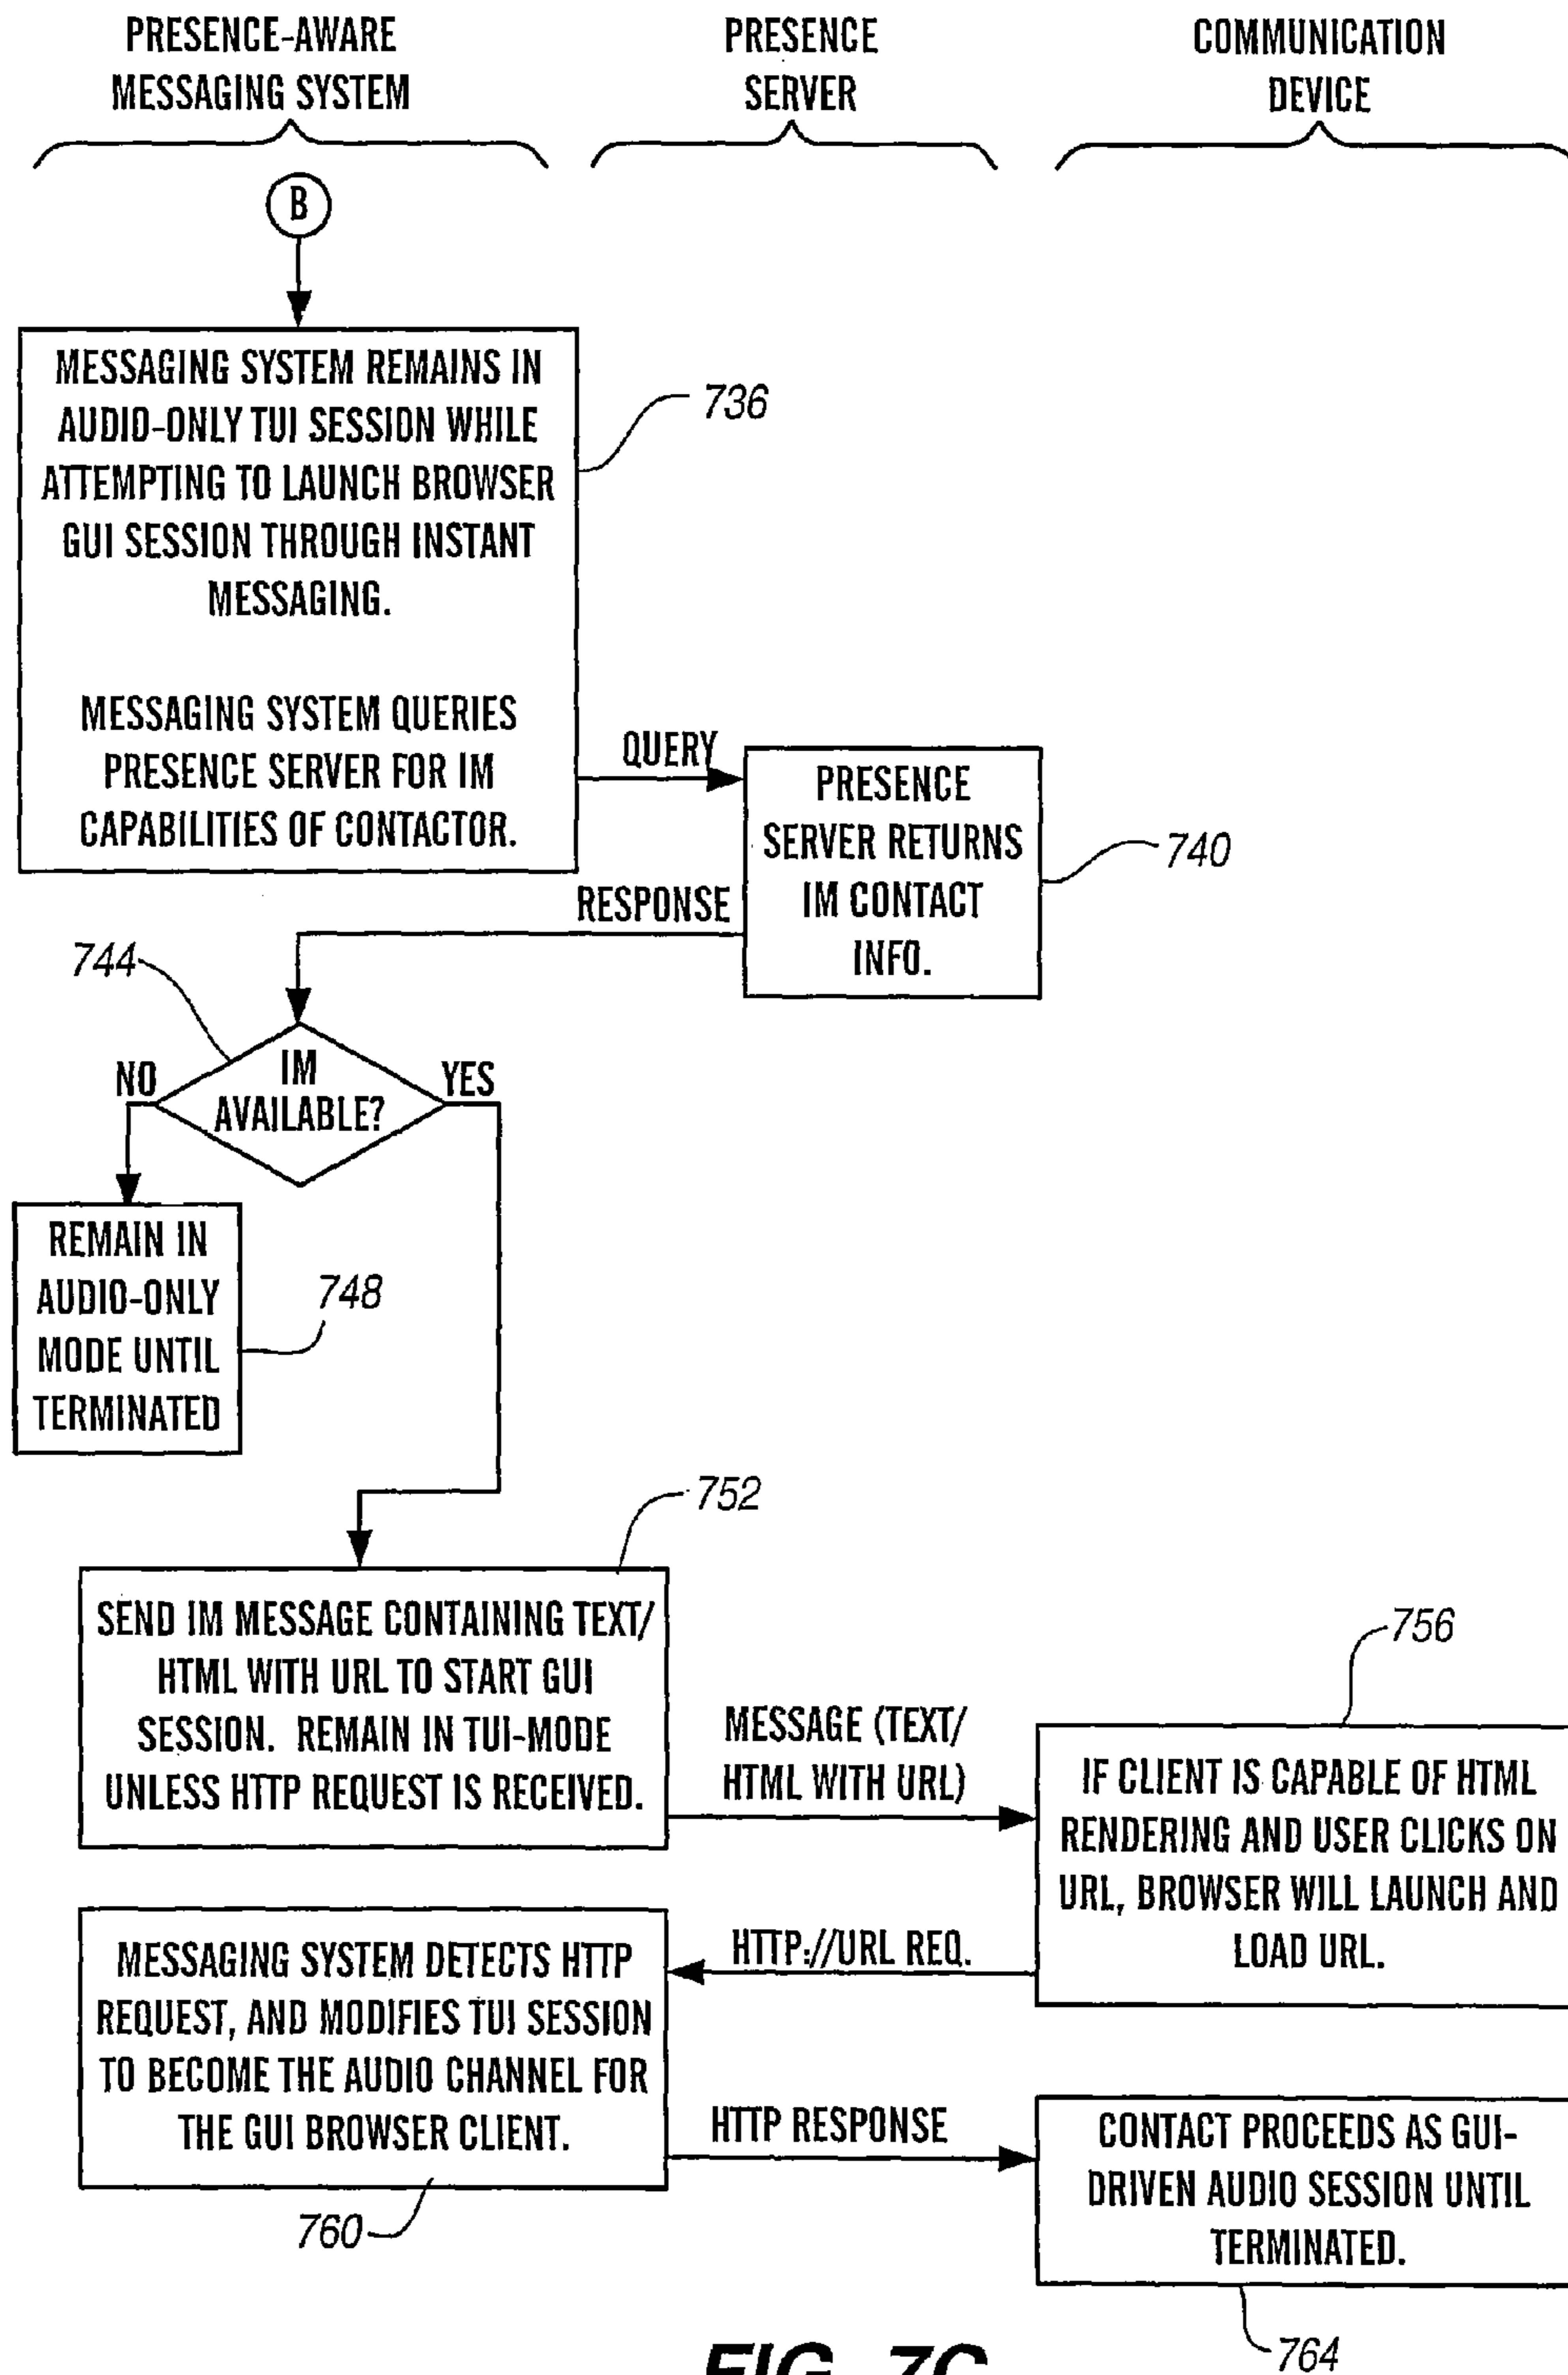 PRESENCE-AWARE
MESSAGING SYSTEM
PRESENCE
SERVER
COMMUNICATION
DEVICE
B
MESSAGING SYSTEM REMAINS IN
AUDIO-ONLY TUI SESSION WHILE
ATTEMPTING TO LAUNCH BROWSER
GUI SESSION THROUGH INSTANT
MESSAGING.
MESSAGING SYSTEM QUERIES
PRESENCE SERVER FOR IM
CAPABILITIES OF CONTACTOR.
736
QUERY
PRESENCE
SERVER RETURNS
IM CONTACT
INFO.
740
RESPONSE
744
IM
AVAILABLE?
NO
YES
REMAIN IN
AUDIO-ONLY
MODE UNTIL
TERMINATED
748
752
SEND IM MESSAGE CONTAINING TEXT/
HTML WITH URL TO START GUI
SESSION. REMAIN IN TUI-MODE
UNLESS HTTP REQUEST IS RECEIVED.
MESSAGE (TEXT/
HTML WITH URL)
756
IF CLIENT IS CAPABLE OF HTML
RENDERING AND USER CLICKS ON
URL, BROWSER WILL LAUNCH AND
LOAD URL.
HTTP://URL REQ.
MESSAGING SYSTEM DETECTS HTTP
REQUEST, AND MODIFIES TUI SESSION
TO BECOME THE AUDIO CHANNEL FOR
THE GUI BROWSER CLIENT.
760
HTTP RESPONSE
CONTACT PROCEEDS AS GUI-
DRIVEN AUDIO SESSION UNTIL
TERMINATED.
764
FIG. 7C